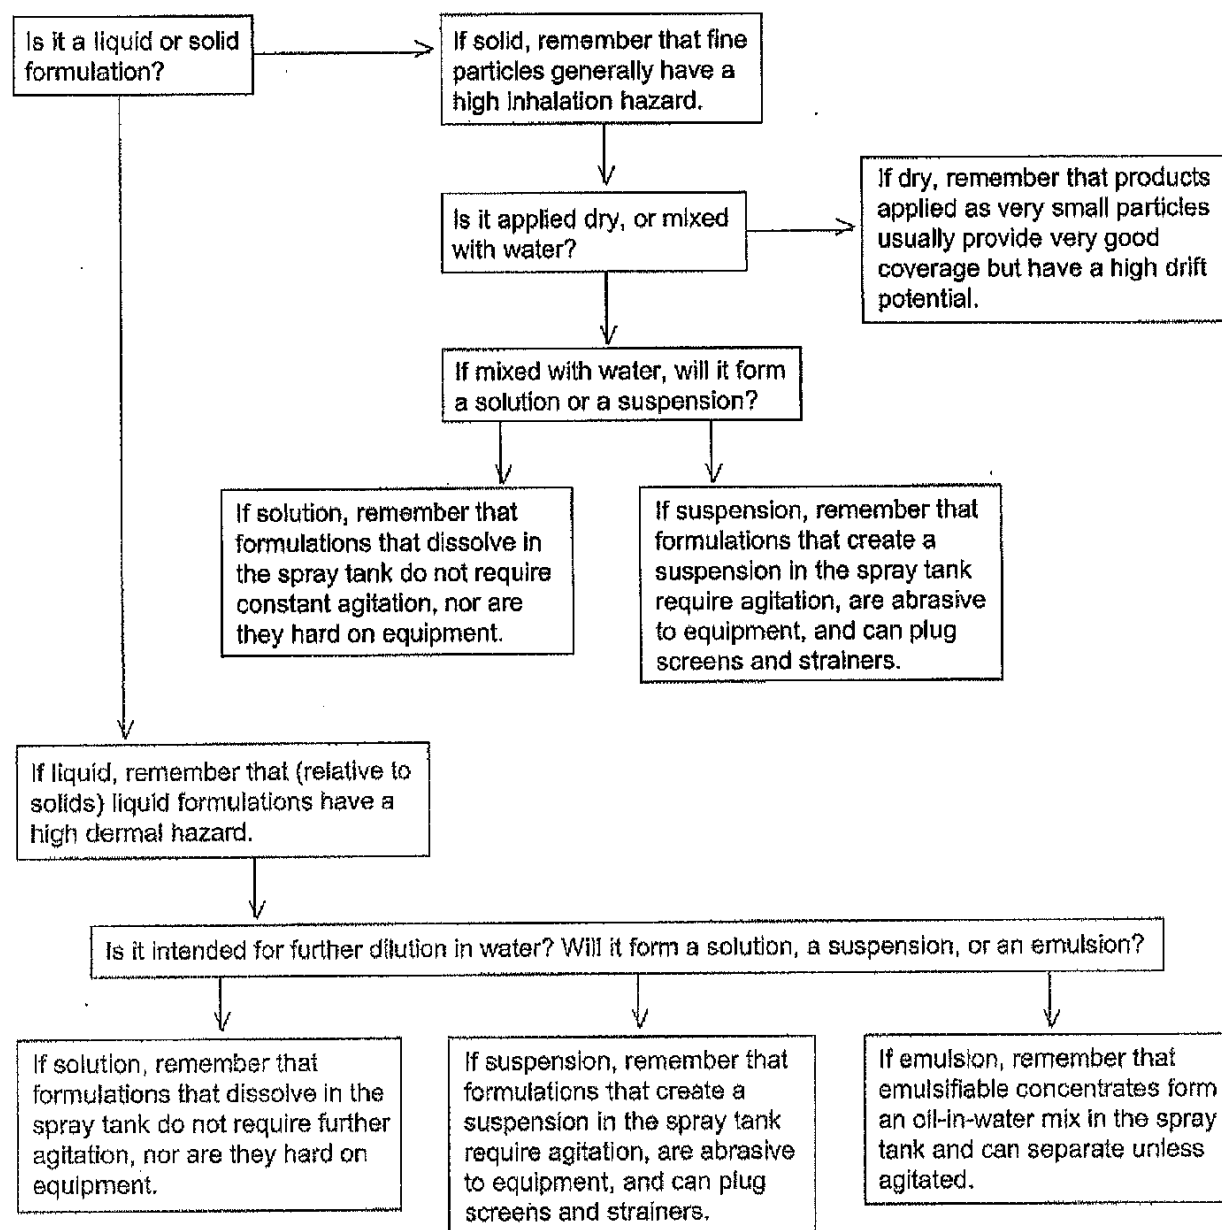 Is it a liquid or solid
formulation?
If solid, remember that fine
particles generally have a
high inhalation hazard.
Is it applied dry, or mixed
with water?
If dry, remember that products
applied as very small particles
usually provide very good
coverage but have a high drift
potential.
If mixed with water, will it form
a solution or a suspension?
If solution, remember that
formulations that dissolve in
the spray tank do not require
constant agitation, nor are
they hard on equipment.
If suspension, remember that
formulations that create a
suspension in the spray tank
require agitation, are abrasive
to equipment, and can plug
screens and strainers.
If liquid, remember that (relative to
solids) liquid formulations have a
high dermal hazard.
Is it intended for further dilution in water? Will it form a solution, a suspension, or an emulsion?
If solution, remember that
formulations that dissolve in the
spray tank do not require further
agitation, nor are they hard on
equipment.
If suspension, remember that
formulations that create a
suspension in the spray tank
require agitation, are abrasive
to equipment, and can plug
screens and strainers.
If emulsion, remember that
emulsifiable concentrates form
an oil-in-water mix in the spray
tank and can separate unless
agitated.